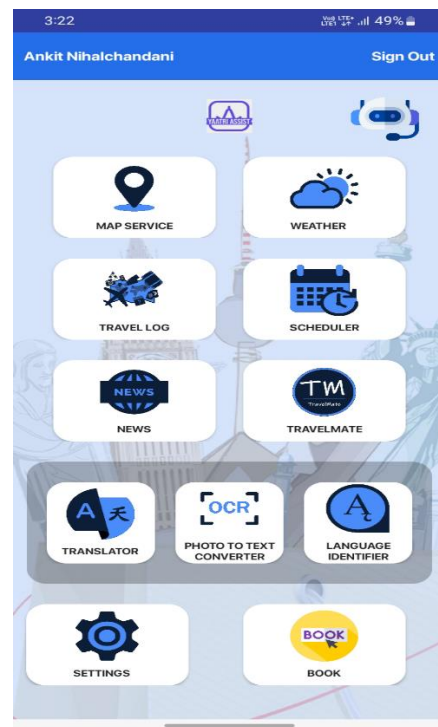 3:22
49%
Ankit Nihalchandani
Sign Out
YAATRI ASSIST
MAP SERVICE
WEATHER
TRAVEL LOG
SCHEDULER
NEWS
NEWS
TM
TravelMate
TRAVELMATE
A
TRANSLATOR
OCR
PHOTO TO TEXT
CONVERTER
A
LANGUAGE
IDENTIFIER
SETTINGS
BOOK
BOOK